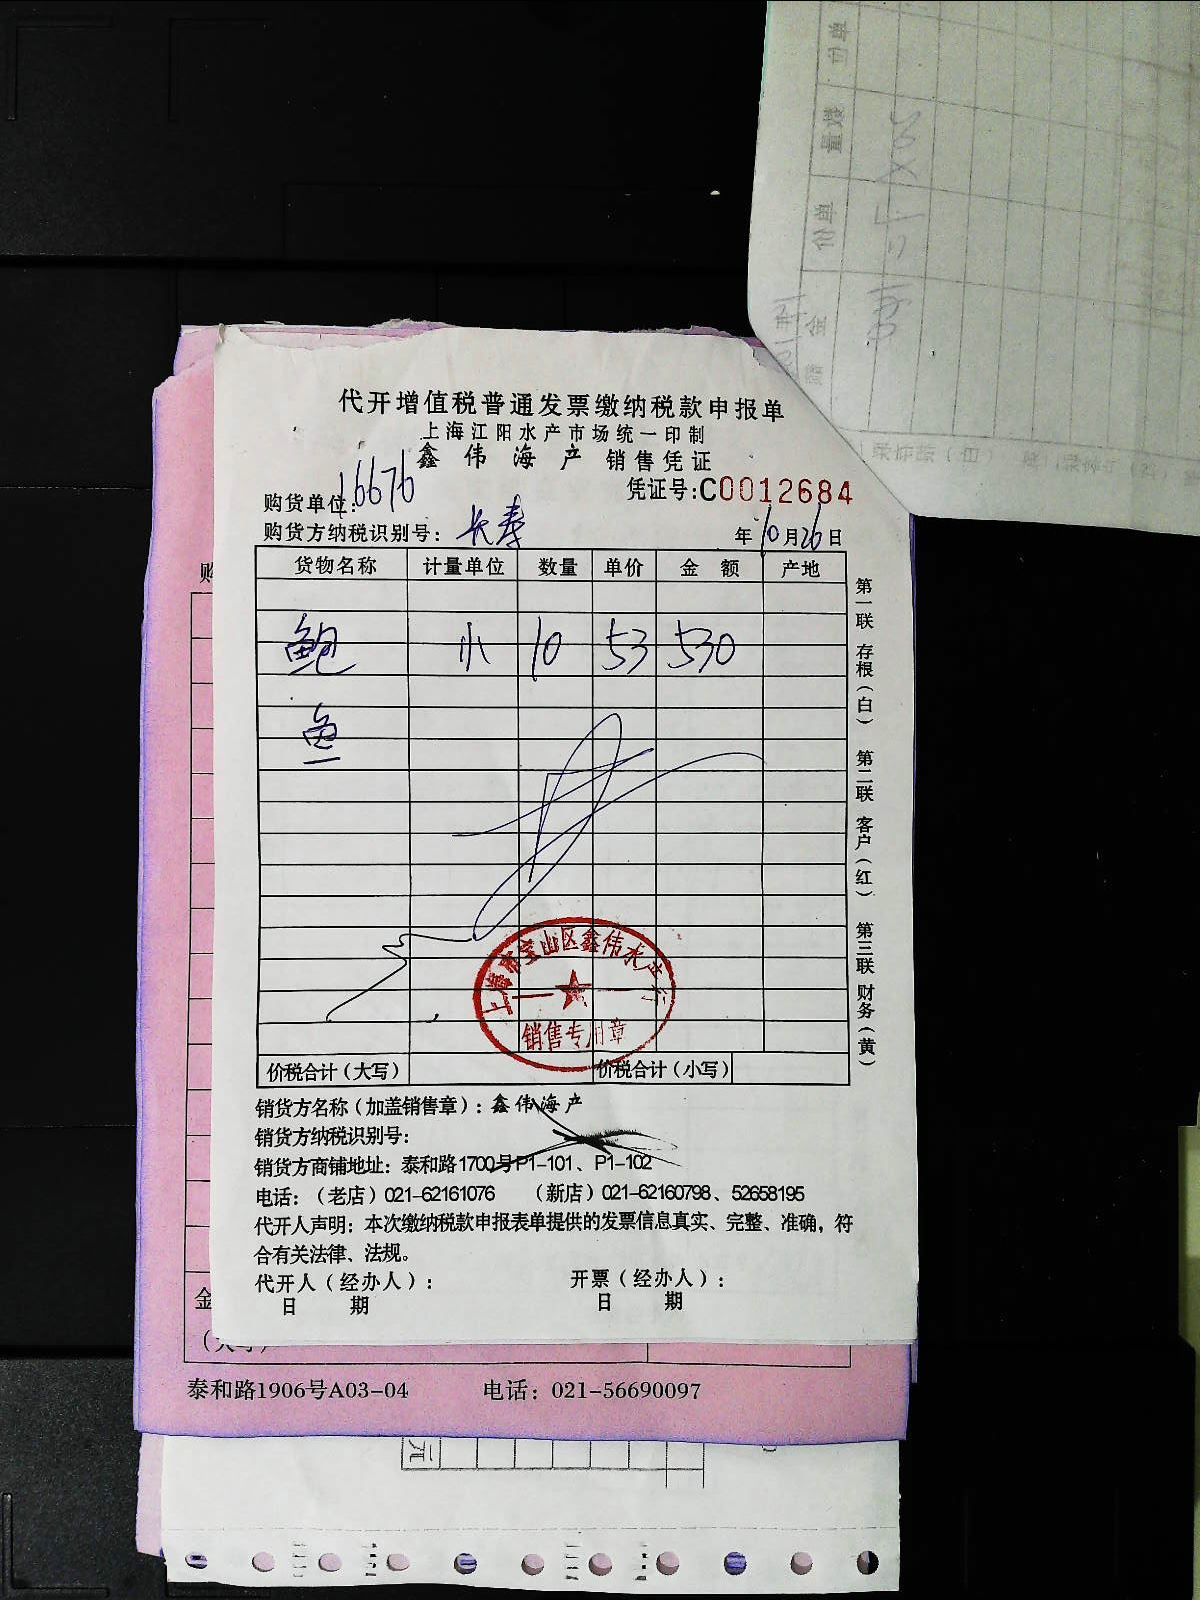 代开增值税普通发票缴纳税款申报单
上海江阳水产市场统一印制
鑫伟海产 销售凭证
购货单位: 16676
凭证号:C0012684
购货方纳税识别号: 长寿
年10月26日
货物名称 计量单位 数量 单价 金额 产地
鲍 小 10 53 530
鱼
上海市宝山区鑫伟水产行
销售专用章
价税合计(大写) 价税合计(小写)
第一联 存根(白) 第二联 客户(红) 第三联 财务(黄)
销货方名称(加盖销售章): 鑫伟海产
销货方纳税识别号:
销货方商铺地址: 泰和路1700号P1-101、P1-102
电话:(老店)021-62161076 (新店)021-62160798、52658195
代开人声明: 本次缴纳税款申报表单提供的发票信息真实、完整、准确,符
合有关法律、法规。
代开人(经办人): 开票(经办人):
日 期 日 期
购
金
(大写)
泰和路1906号A03-04 电话: 021-56690097
元